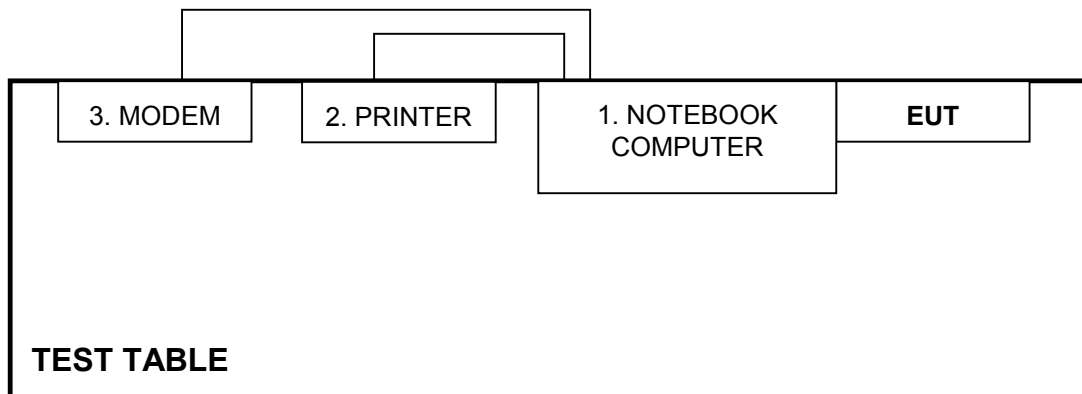 3. MODEM
2. PRINTER
1. NOTEBOOK
COMPUTER
EUT
TEST TABLE